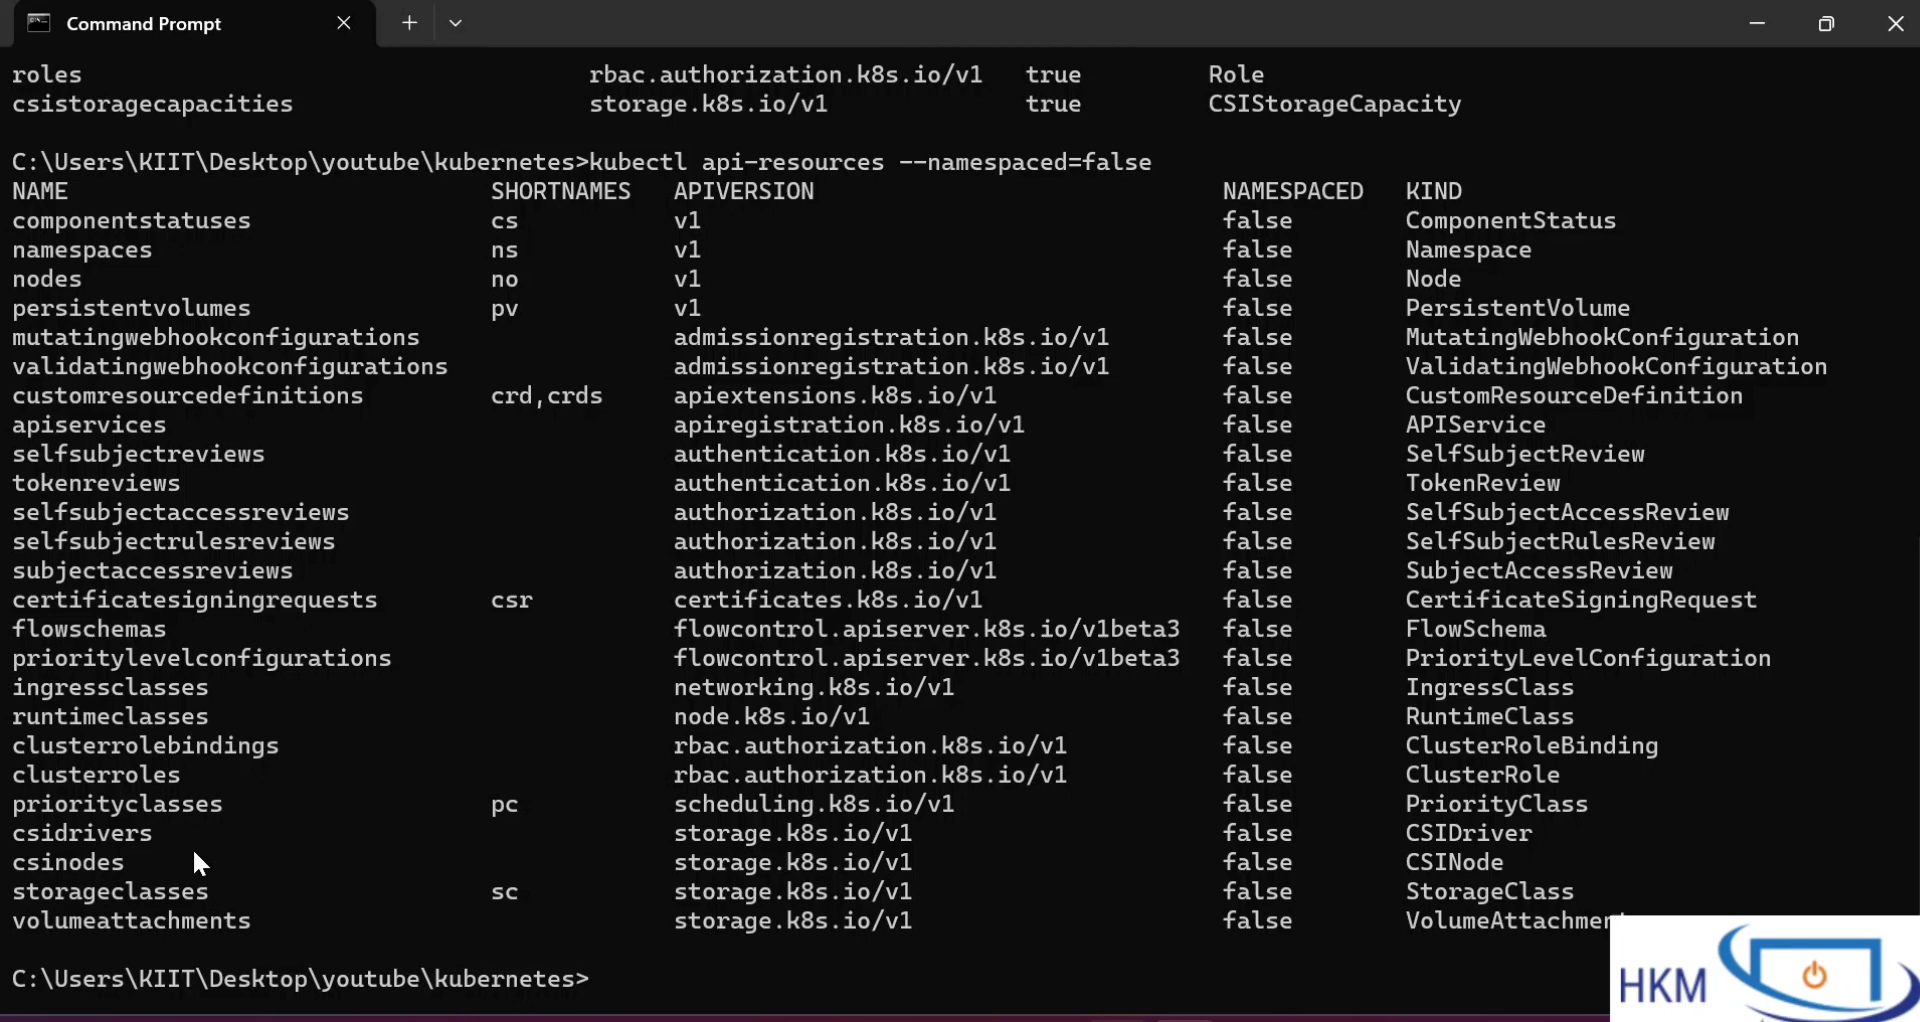 Command Prompt
roles rbac.authorization.k8s.io/v1 true Role
csistoragecapacities storage.k8s.io/v1 true CSIStorageCapacity
C:\Users\KIIT\Desktop\youtube\kubernetes>kubectl api-resources --namespaced=false
NAME SHORTNAMES APIVERSION NAMESPACED KIND
componentstatuses cs v1 false ComponentStatus
namespaces ns v1 false Namespace
nodes no v1 false Node
persistentvolumes pv v1 false PersistentVolume
mutatingwebhookconfigurations admissionregistration.k8s.io/v1 false MutatingWebhookConfiguration
validatingwebhookconfigurations admissionregistration.k8s.io/v1 false ValidatingWebhookConfiguration
customresourcedefinitions crd,crds apiextensions.k8s.io/v1 false CustomResourceDefinition
apiservices apiregistration.k8s.io/v1 false APIService
selfsubjectreviews authentication.k8s.io/v1 false SelfSubjectReview
tokenreviews authentication.k8s.io/v1 false TokenReview
selfsubjectaccessreviews authorization.k8s.io/v1 false SelfSubjectAccessReview
selfsubjectrulesreviews authorization.k8s.io/v1 false SelfSubjectRulesReview
subjectaccessreviews authorization.k8s.io/v1 false SubjectAccessReview
certificatesigningrequests csr certificates.k8s.io/v1 false CertificateSigningRequest
flowschemas flowcontrol.apiserver.k8s.io/v1beta3 false FlowSchema
prioritylevelconfigurations flowcontrol.apiserver.k8s.io/v1beta3 false PriorityLevelConfiguration
ingressclasses networking.k8s.io/v1 false IngressClass
runtimeclasses node.k8s.io/v1 false RuntimeClass
clusterrolebindings rbac.authorization.k8s.io/v1 false ClusterRoleBinding
clusterroles rbac.authorization.k8s.io/v1 false ClusterRole
priorityclasses pc scheduling.k8s.io/v1 false PriorityClass
csidrivers storage.k8s.io/v1 false CSIDriver
csinodes storage.k8s.io/v1 false CSINode
storageclasses sc storage.k8s.io/v1 false StorageClass
volumeattachments storage.k8s.io/v1 false VolumeAttachmen
C:\Users\KIIT\Desktop\youtube\kubernetes>
HKM